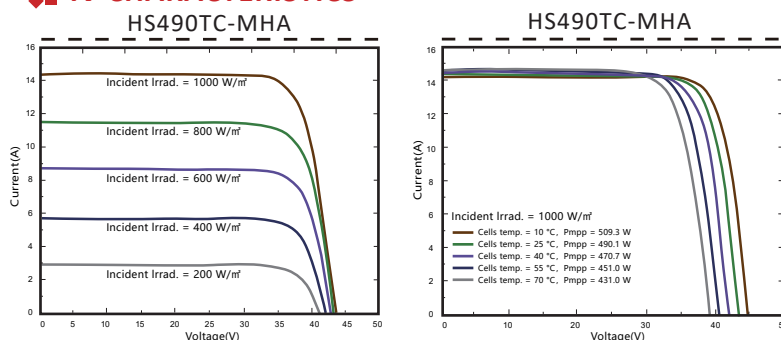 HS490TC-MHA
16
14
12
10
8
6
4
2
0
Current(A)
Incident Irrad. = 1000 W/㎡
Incident Irrad. = 800 W/㎡
Incident Irrad. = 600 W/㎡
Incident Irrad. = 400 W/㎡
Incident Irrad. = 200 W/㎡
0 5 10 15 20 25 30 35 40 45 50
Voltage(V)
HS490TC-MHA
16
14
12
10
8
6
4
2
0
Current(A)
Incident Irrad. = 1000 W/㎡
Cells temp. = 10 °C, Pmpp = 509.3 W
Cells temp. = 25 °C, Pmpp = 490.1 W
Cells temp. = 40 °C, Pmpp = 470.7 W
Cells temp. = 55 °C, Pmpp = 451.0 W
Cells temp. = 70 °C, Pmpp = 431.0 W
0 10 20 30 40
Voltage(V)